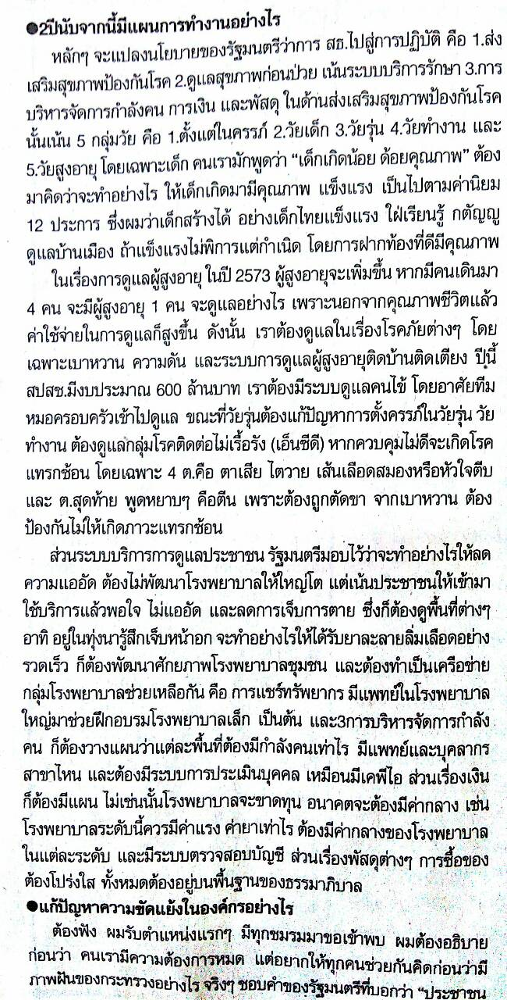 ●2ปีนับจากนี้มีแผนการทำงานอย่างไร
หลักๆ จะแปลงนโยบายของรัฐมนตรีว่าการ สธ.ไปสู่การปฏิบัติ คือ 1.ส่ง
เสริมสุขภาพป้องกันโรค 2.ดูแลสุขภาพก่อนป่วย เน้นระบบบริการรักษา 3.การ
บริหารจัดการกำลังคน การเงิน และพัสดุ ในด้านส่งเสริมสุขภาพป้องกันโรค
นั้นเน้น 5 กลุ่มวัย คือ 1.ตั้งแต่ในครรภ์ 2.วัยเด็ก 3.วัยรุ่น 4.วัยทำงาน และ
5.วัยสูงอายุ โดยเฉพาะเด็ก คนเรามักพูดว่า “เด็กเกิดน้อย ด้อยคุณภาพ” ต้อง
มาคิดว่าจะทำอย่างไร ให้เด็กเกิดมามีคุณภาพ แข็งแรง เป็นไปตามค่านิยม
12 ประการ ซึ่งผมว่าเด็กสร้างได้ อย่างเด็กไทยแข็งแรง ใฝ่เรียนรู้ กตัญญู
ดูแลบ้านเมือง ถ้าแข็งแรงไม่พิการแต่กำเนิด โดยการฝากท้องที่ดีมีคุณภาพ
ในเรื่องการดูแลผู้สูงอายุ ในปี 2573 ผู้สูงอายุจะเพิ่มขึ้น หากมีคนเดินมา
4 คน จะมีผู้สูงอายุ 1 คน จะดูแลอย่างไร เพราะนอกจากคุณภาพชีวิตแล้ว
ค่าใช้จ่ายในการดูแลก็สูงขึ้น ดังนั้น เราต้องดูแลในเรื่องโรคภัยต่างๆ โดย
เฉพาะเบาหวาน ความดัน และระบบการดูแลผู้สูงอายุติดบ้านติดเตียง ปีนี้
สปสช.มีงบประมาณ 600 ล้านบาท เราต้องมีระบบดูแลคนไข้ โดยอาศัยทีม
หมอครอบครัวเข้าไปดูแล ขณะที่วัยรุ่นต้องแก้ปัญหาการตั้งครรภ์ในวัยรุ่น วัย
ทำงาน ต้องดูแลกลุ่มโรคติดต่อไม่เรื้อรัง (เอ็นซีดี) หากควบคุมไม่ดีจะเกิดโรค
แทรกซ้อน โดยเฉพาะ 4 ต.คือ ตาเสีย ไตวาย เส้นเลือดสมองหรือหัวใจตีบ
และ ต.สุดท้าย พูดหยาบๆ คือตีน เพราะต้องถูกตัดขา จากเบาหวาน ต้อง
ป้องกันไม่ให้เกิดภาวะแทรกซ้อน
ส่วนระบบบริการการดูแลประชาชน รัฐมนตรีมอบไว้ว่าจะทำอย่างไรให้ลด
ความแออัด ต้องไม่พัฒนาโรงพยาบาลให้ใหญ่โต แต่เน้นประชาชนให้เข้ามา
ใช้บริการแล้วพอใจ ไม่แออัด และลดการเจ็บการตาย ซึ่งก็ต้องดูพื้นที่ต่างๆ
อาทิ อยู่ในทุ่งนารู้สึกเจ็บหน้าอก จะทำอย่างไรให้ได้รับยาละลายลิ่มเลือดอย่าง
รวดเร็ว ก็ต้องพัฒนาศักยภาพโรงพยาบาลชุมชน และต้องทำเป็นเครือข่าย
กลุ่มโรงพยาบาลช่วยเหลือกัน คือ การแชร์ทรัพยากร มีแพทย์ในโรงพยาบาล
ใหญ่มาช่วยฝึกอบรมโรงพยาบาลเล็ก เป็นต้น และ3การบริหารจัดการกำลัง
คน ก็ต้องวางแผนว่าแต่ละพื้นที่ต้องมีกำลังคนเท่าไร มีแพทย์และบุคลากร
สาขาไหน และต้องมีระบบการประเมินบุคคล เหมือนมีเคพีไอ ส่วนเรื่องเงิน
ก็ต้องมีแผน ไม่เช่นนั้นโรงพยาบาลจะขาดทุน อนาคตจะต้องมีค่ากลาง เช่น
โรงพยาบาลระดับนี้ควรมีค่าแรง ค่ายาเท่าไร ต้องมีค่ากลางของโรงพยาบาล
ในแต่ละระดับ และมีระบบตรวจสอบบัญชี ส่วนเรื่องพัสดุต่างๆ การซื้อของ
ต้องโปร่งใส ทั้งหมดต้องอยู่บนพื้นฐานของธรรมาภิบาล
●แก้ปัญหาความขัดแย้งในองค์กรอย่างไร
ต้องฟัง ผมรับตำแหน่งแรกๆ มีทุกชมรมมาขอเข้าพบ ผมต้องอธิบาย
ก่อนว่า คนเรามีความต้องการหมด แต่อยากให้ทุกคนช่วยกันคิดก่อนว่ามี
ภาพฝันของกระทรวงอย่างไร จริงๆ ชอบคำของรัฐมนตรีที่บอกว่า “ประชาชน